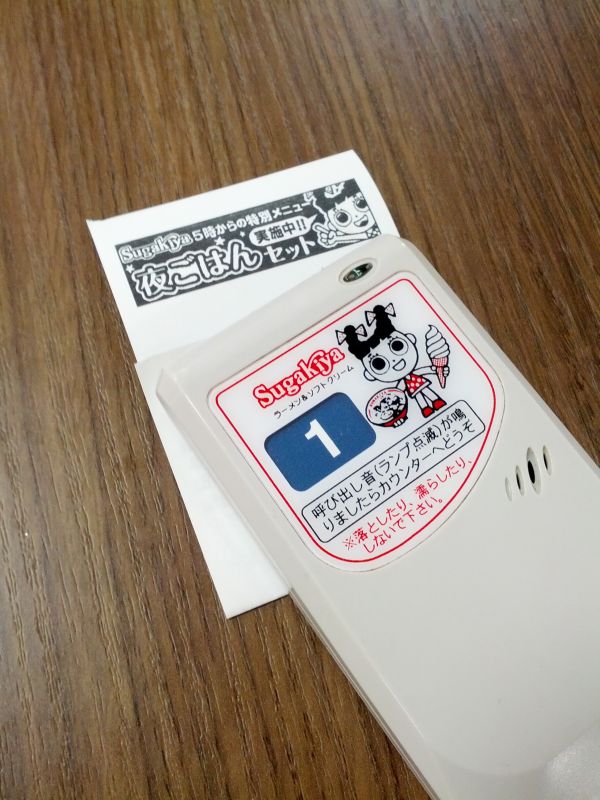 Sugakiya 5時からの特別メニュー
夜ごはんセット 実施中!!
Sugakiya
ラーメン&ソフトクリーム
1
呼び出し音(ランプ点滅)が鳴
りましたらカウンターへどうぞ
※落としたり、濡らしたり、
しないで下さい。